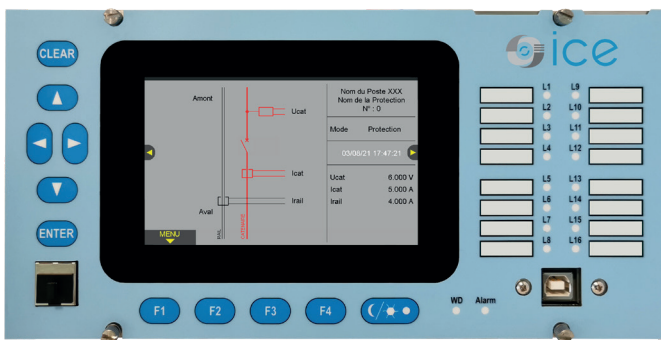 ice
CLEAR
ENTER
Amont
Ucat
Icat
Irail
Aval
RAIL
CATENAIRE
MENU
Nom du Poste XXX
Nom de la Protection
N° : 0
Mode Protection
03/08/21 17:47:21
Ucat 6.000 V
Icat 5.000 A
Irail 4.000 A
L1 L9
L2 L10
L3 L11
L4 L12
L5 L13
L6 L14
L7 L15
L8 L16
F1 F2 F3 F4
WD Alarm